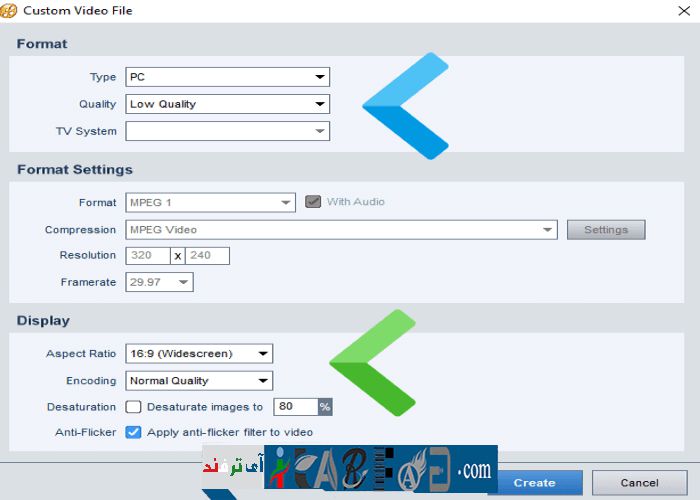 Custom Video File
Format
Type PC
Quality Low Quality
TV System
Format Settings
Format MPEG 1 With Audio
Compression MPEG Video Settings
Resolution 320 x 240
Framerate 29.97
Display
Aspect Ratio 16:9 (Widescreen)
Encoding Normal Quality
Desaturation Desaturate images to 80 %
Anti-Flicker Apply anti-flicker filter to video
آی ترفند .com
Create Cancel